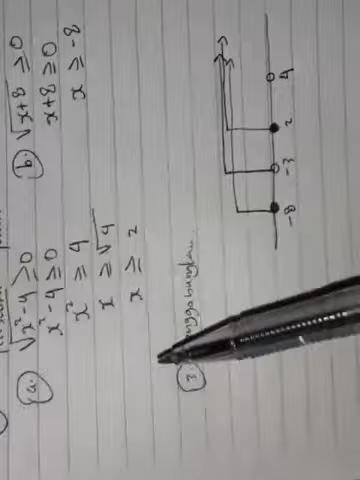 a. √x²-4 ≥ 0
x²-4 ≥ 0
x² ≥ 4
x ≥ √4
x ≥ 2
b. √x+8 ≥ 0
x+8 ≥ 0
x ≥ -8
2.
-8 -3 2 4